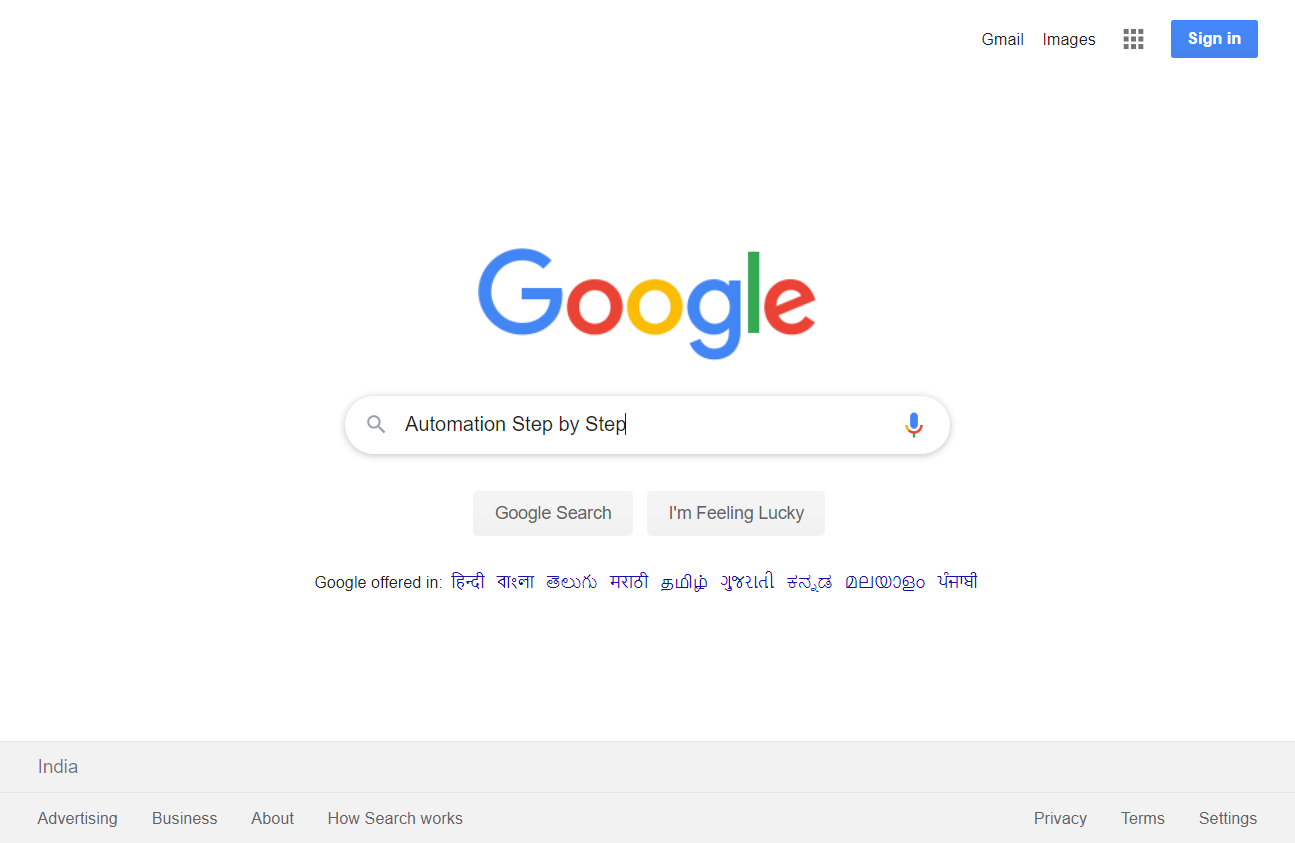 Gmail Images Sign in
Google
Automation Step by Step
Google Search I'm Feeling Lucky
Google offered in: हिन्दी বাংলা తెలుగు मराठी தமிழ் ગુજરાતી ಕನ್ನಡ മലയാളം ਪੰਜਾਬੀ
India
Advertising Business About How Search works Privacy Terms Settings